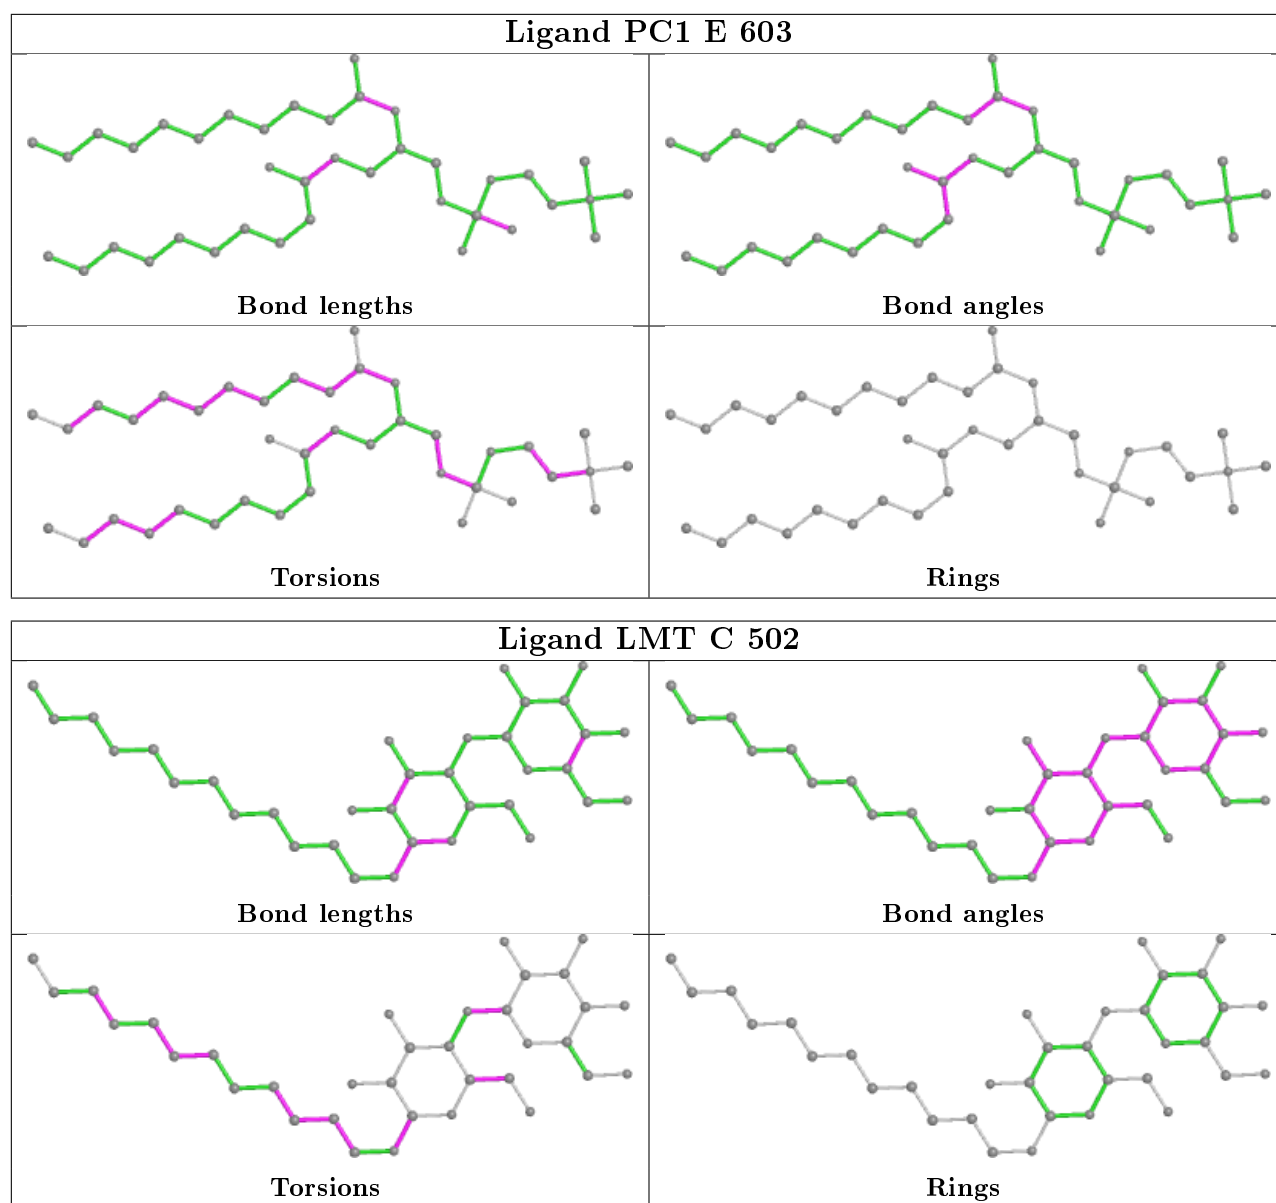 Ligand PC1 E 603
Bond lengths
Bond angles
Torsions
Rings
Ligand LMT C 502
Bond lengths
Bond angles
Torsions
Rings